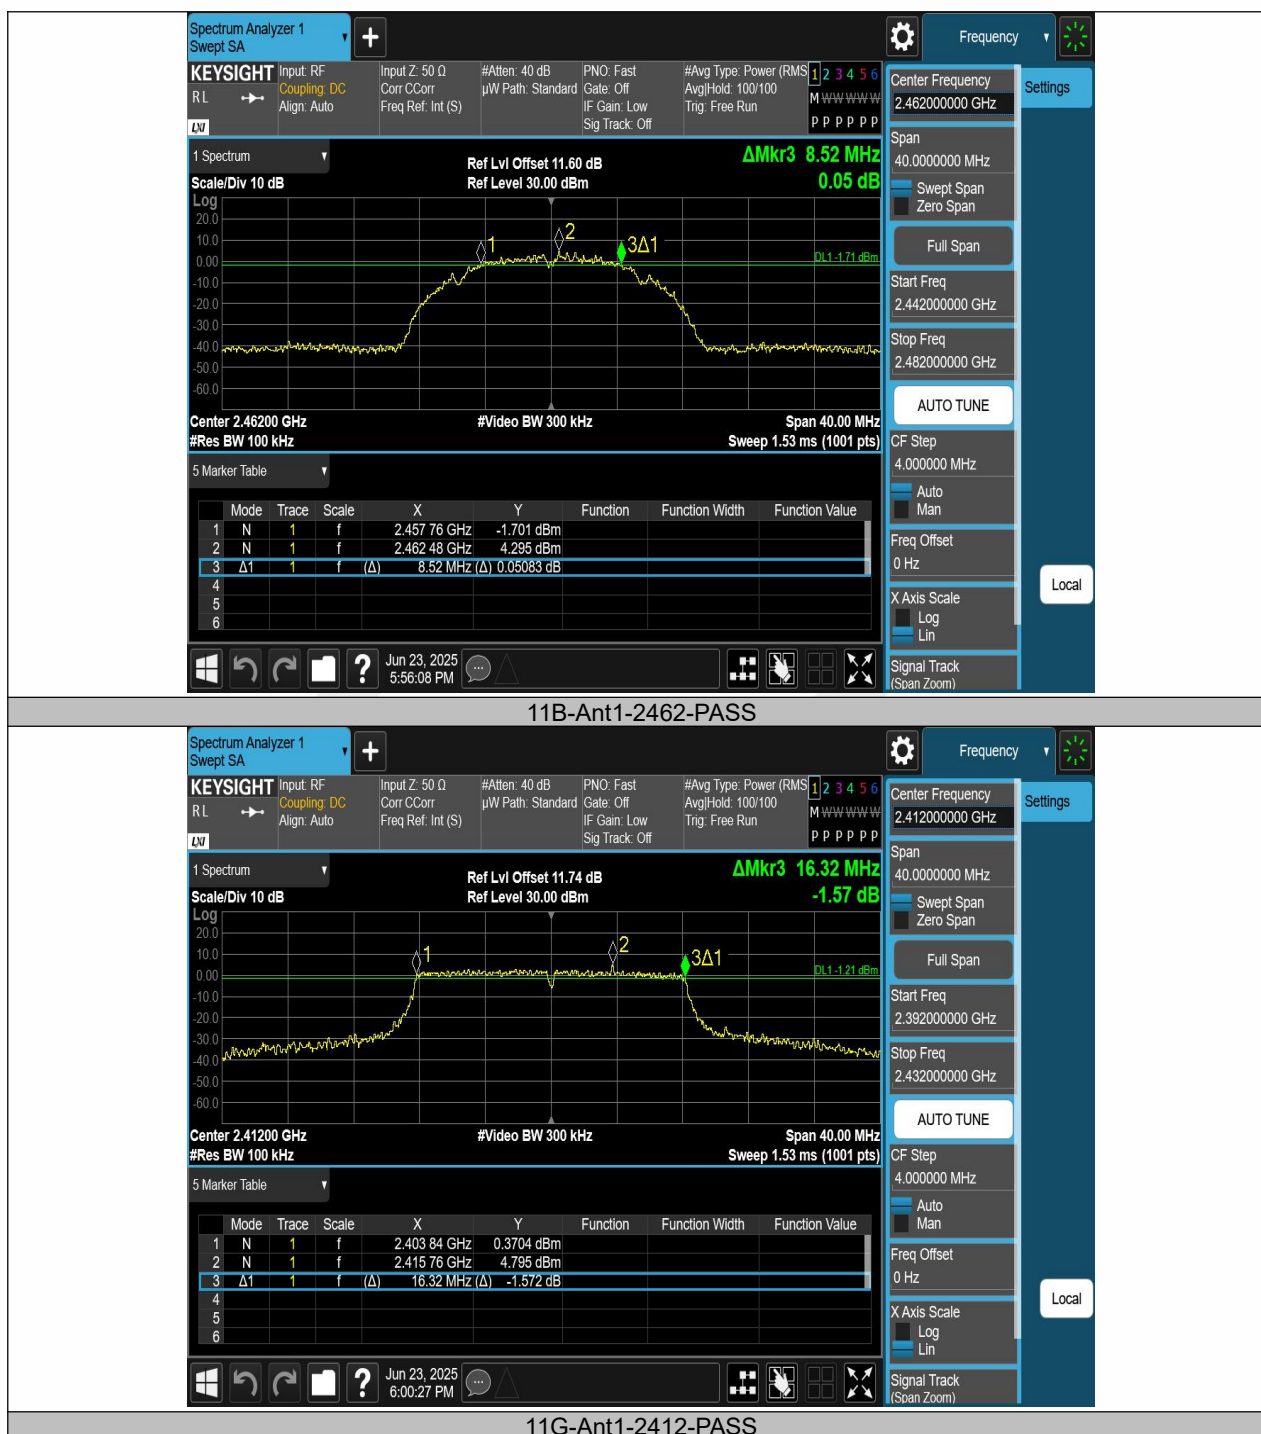 Spectrum Analyzer 1
Swept SA
+
Frequency
KEYSIGHT
R L
LXI
Input: RF
Coupling: DC
Align: Auto
Input Z: 50 Ω
Corr CCorr
Freq Ref: Int (S)
#Atten: 40 dB
µW Path: Standard
PNO: Fast
Gate: Off
IF Gain: Low
Sig Track: Off
#Avg Type: Power (RMS
Avg|Hold: 100/100
Trig: Free Run
1 2 3 4 5 6
M W W W W W
P P P P P P
Center Frequency
2.462000000 GHz
Settings
Span
40.0000000 MHz
Swept Span
Zero Span
Full Span
Start Freq
2.442000000 GHz
Stop Freq
2.482000000 GHz
AUTO TUNE
CF Step
4.000000 MHz
Auto
Man
Freq Offset
0 Hz
X Axis Scale
Log
Lin
Signal Track
(Span Zoom)
Local
1 Spectrum
Scale/Div 10 dB
Ref Lvl Offset 11.60 dB
Ref Level 30.00 dBm
ΔMkr3 8.52 MHz
0.05 dB
Log
20.0
10.0
0.00
-10.0
-20.0
-30.0
-40.0
-50.0
-60.0
1
2
3Δ1
DL1 -1.71 dBm
Center 2.46200 GHz
#Res BW 100 kHz
#Video BW 300 kHz
Span 40.00 MHz
Sweep 1.53 ms (1001 pts)
5 Marker Table
Mode Trace Scale X Y Function Function Width Function Value
1 N 1 f 2.457 76 GHz -1.701 dBm
2 N 1 f 2.462 48 GHz 4.295 dBm
3 Δ1 1 f (Δ) 8.52 MHz (Δ) 0.05083 dB
4
5
6
?
Jun 23, 2025
5:56:08 PM
11B-Ant1-2462-PASS
Spectrum Analyzer 1
Swept SA
+
Frequency
KEYSIGHT
R L
LXI
Input: RF
Coupling: DC
Align: Auto
Input Z: 50 Ω
Corr CCorr
Freq Ref: Int (S)
#Atten: 40 dB
µW Path: Standard
PNO: Fast
Gate: Off
IF Gain: Low
Sig Track: Off
#Avg Type: Power (RMS
Avg|Hold: 100/100
Trig: Free Run
1 2 3 4 5 6
M W W W W W
P P P P P P
Center Frequency
2.412000000 GHz
Settings
Span
40.0000000 MHz
Swept Span
Zero Span
Full Span
Start Freq
2.392000000 GHz
Stop Freq
2.432000000 GHz
AUTO TUNE
CF Step
4.000000 MHz
Auto
Man
Freq Offset
0 Hz
X Axis Scale
Log
Lin
Signal Track
(Span Zoom)
Local
1 Spectrum
Scale/Div 10 dB
Ref Lvl Offset 11.74 dB
Ref Level 30.00 dBm
ΔMkr3 16.32 MHz
-1.57 dB
Log
20.0
10.0
0.00
-10.0
-20.0
-30.0
-40.0
-50.0
-60.0
1
2
3Δ1
DL1 -1.21 dBm
Center 2.41200 GHz
#Res BW 100 kHz
#Video BW 300 kHz
Span 40.00 MHz
Sweep 1.53 ms (1001 pts)
5 Marker Table
Mode Trace Scale X Y Function Function Width Function Value
1 N 1 f 2.403 84 GHz 0.3704 dBm
2 N 1 f 2.415 76 GHz 4.795 dBm
3 Δ1 1 f (Δ) 16.32 MHz (Δ) -1.572 dB
4
5
6
?
Jun 23, 2025
6:00:27 PM
11G-Ant1-2412-PASS